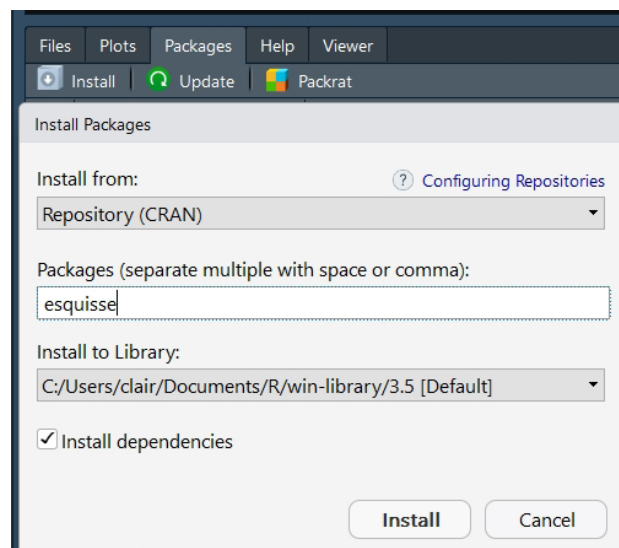 Files Plots Packages Help Viewer
Install Update Packrat
Install Packages
Install from: ? Configuring Repositories
Repository (CRAN)
Packages (separate multiple with space or comma):
esquisse
Install to Library:
C:/Users/clair/Documents/R/win-library/3.5 [Default]
Install dependencies
Install Cancel